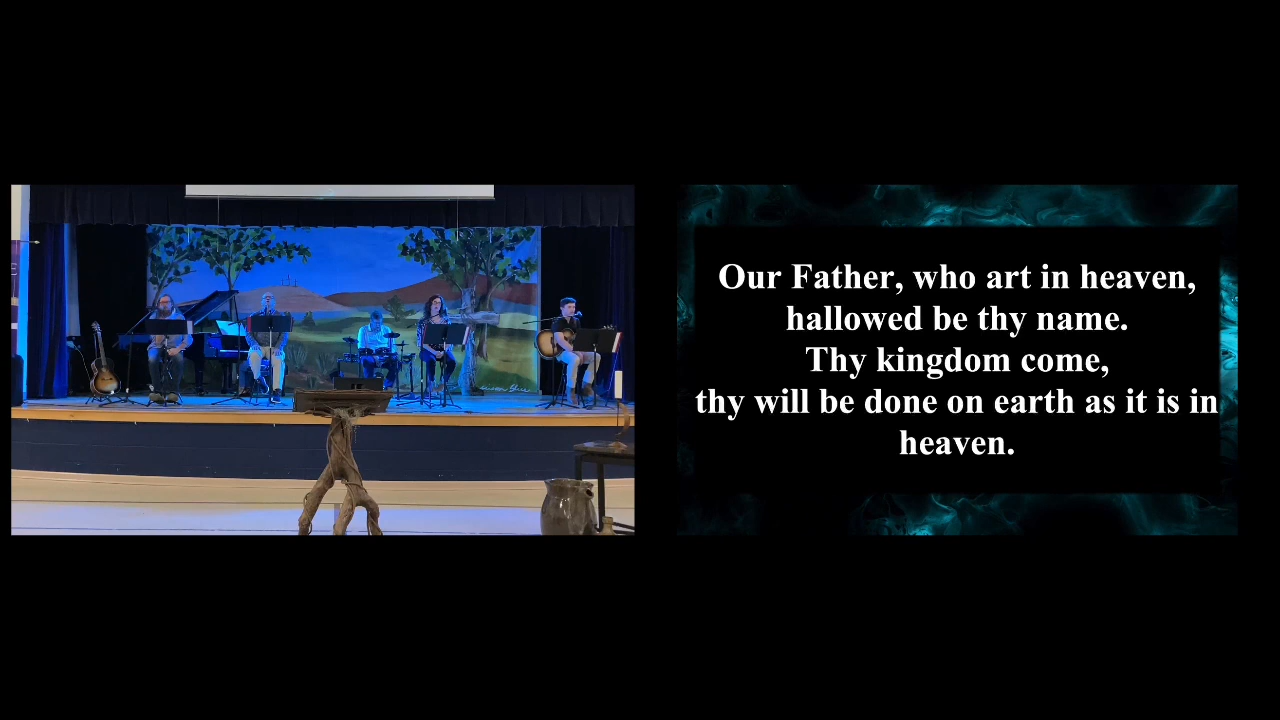 Our Father, who art in heaven,
hallowed be thy name.
Thy kingdom come,
thy will be done on earth as it is in
heaven.